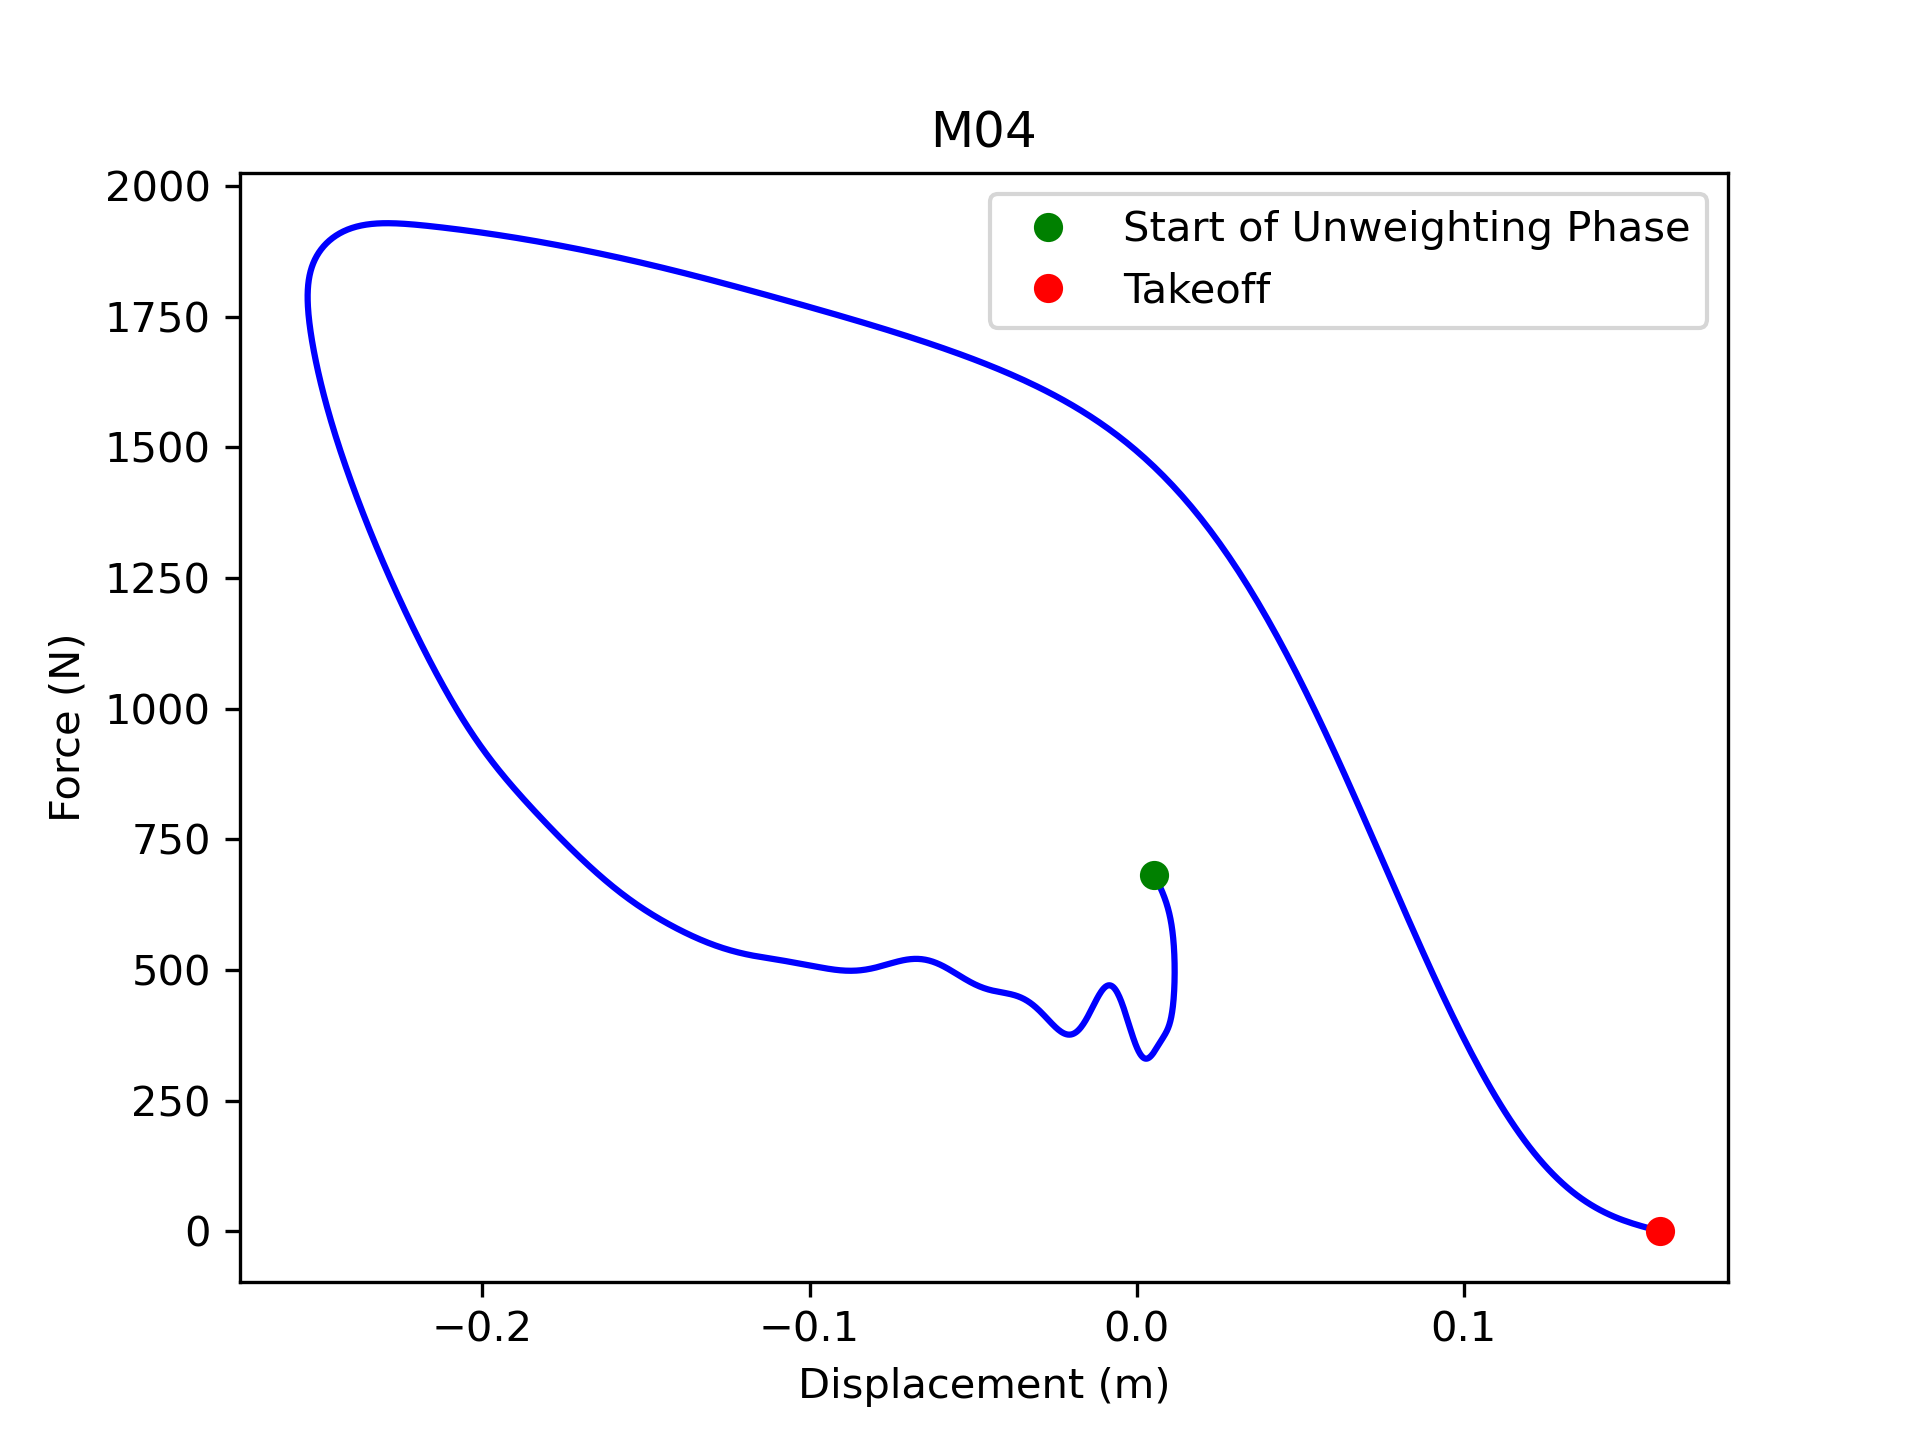 M04
Start of Unweighting Phase
Takeoff
2000
1750
1500
1250
1000
750
500
250
0
Force (N)
−0.2
−0.1
0.0
0.1
Displacement (m)